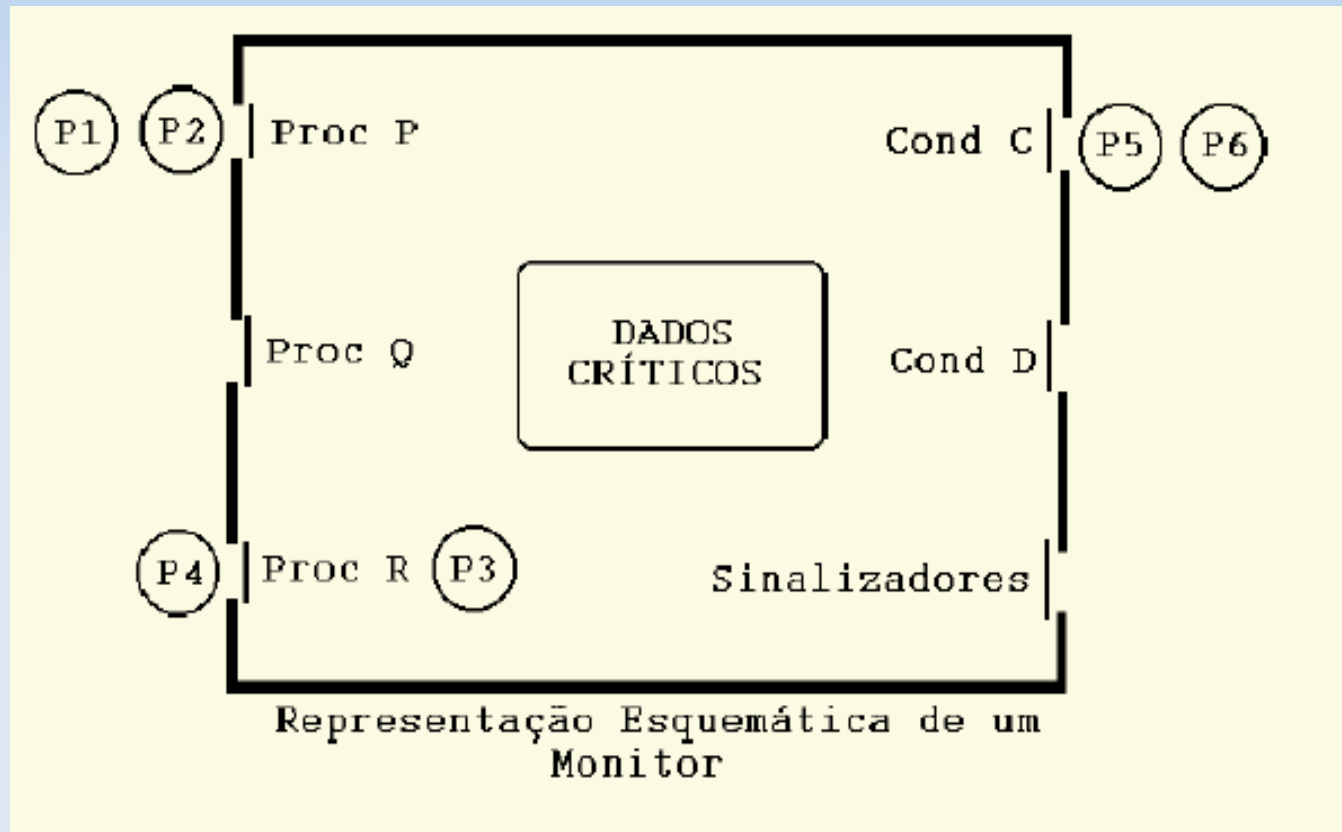 P1 P2 Proc P
Cond C P5 P6
DADOS
CRÍTICOS
Proc Q
Cond D
P4 Proc R P3
Sinalizadores
Representação Esquemática de um
Monitor